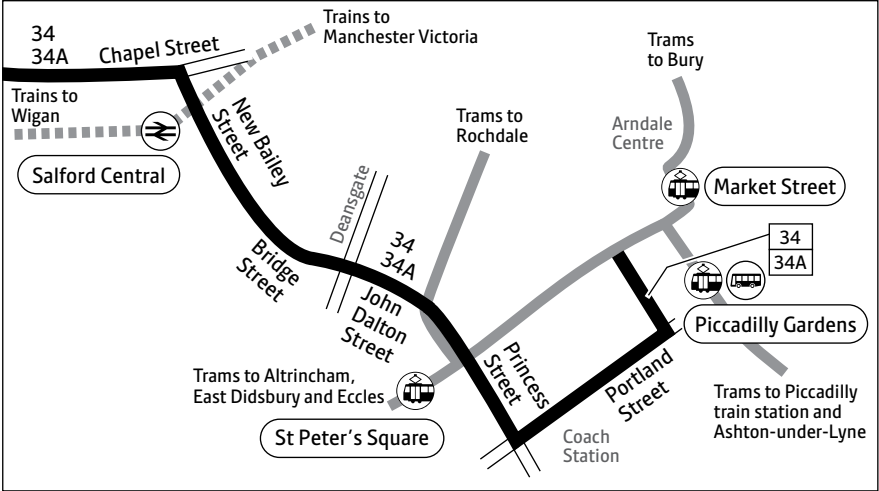 34
34A
Chapel Street
Trains to
Manchester Victoria
Trams
to Bury
Trains to
Wigan
New Bailey
Street
Trams to
Rochdale
Arndale
Centre
Salford Central
Market Street
Deansgate
34
34A
34
34A
Bridge
Street
John
Dalton
Street
Piccadilly Gardens
Princess
Street
Portland
Street
Trams to Altrincham,
East Didsbury and Eccles
Trams to Piccadilly
train station and
Ashton-under-Lyne
St Peter's Square
Coach
Station